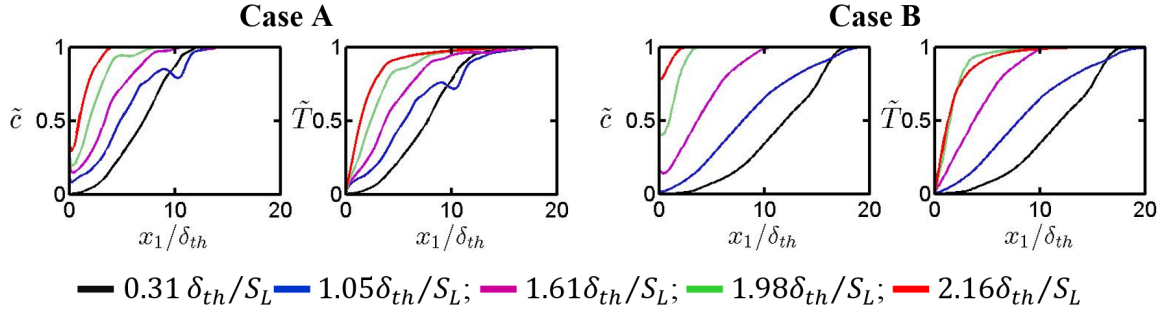 Case A Case B
1 1 1 1
c̃ 0.5 T̃ 0.5 c̃ 0.5 T̃ 0.5
0 0 0 0
0 10 20 0 10 20 0 10 20 0 10 20
x₁/δ_th x₁/δ_th x₁/δ_th x₁/δ_th
0.31 δ_th/S_L 1.05δ_th/S_L; 1.61δ_th/S_L; 1.98δ_th/S_L; 2.16δ_th/S_L